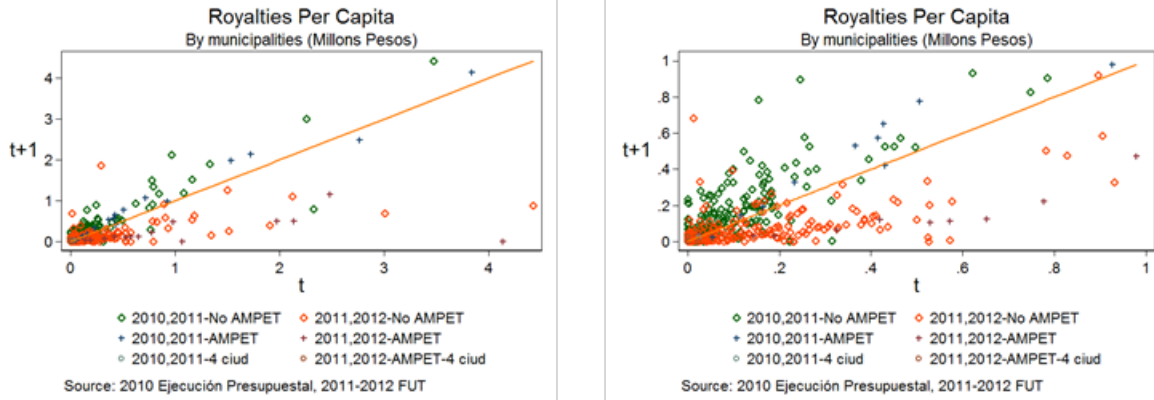 Royalties Per Capita
By municipalities (Millons Pesos)
4
3
2
1
0
t+1
0 1 2 3 4
t
2010,2011-No AMPET 2011,2012-No AMPET
2010,2011-AMPET 2011,2012-AMPET
2010,2011-4 ciud 2011,2012-AMPET-4 ciud
Source: 2010 Ejecución Presupuestal, 2011-2012 FUT
Royalties Per Capita
By municipalities (Millons Pesos)
1
.8
.6
.4
.2
0
t+1
0 .2 .4 .6 .8 1
t
2010,2011-No AMPET 2011,2012-No AMPET
2010,2011-AMPET 2011,2012-AMPET
2010,2011-4 ciud 2011,2012-AMPET-4 ciud
Source: 2010 Ejecución Presupuestal, 2011-2012 FUT